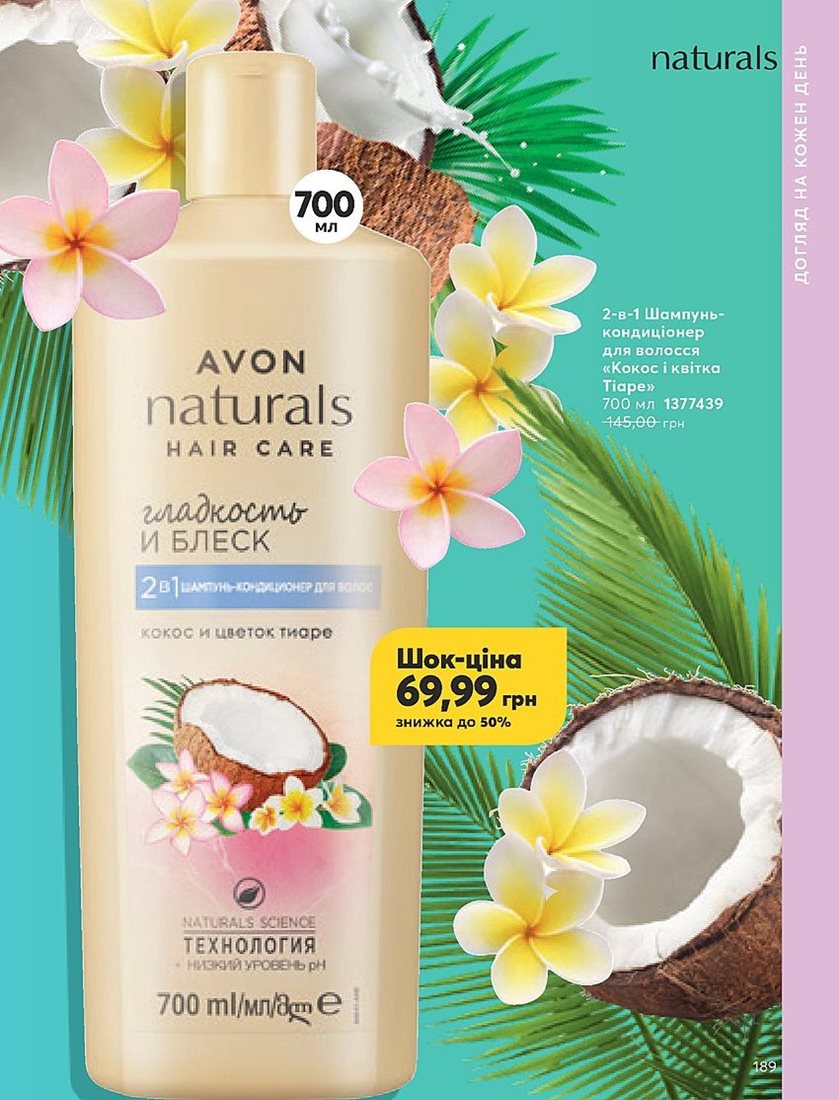 naturals
ДОГЛЯД НА КОЖЕН ДЕНЬ
700
МЛ
2-в-1 Шампунь-
кондиціонер
для волосся
«Кокос і квітка
Тіаре»
700 мл 1377439
145,00 грн
AVON
naturals
HAIR CARE
гладкость
И БЛЕСК
2в1 ШАМПУНЬ-КОНДИЦИОНЕР ДЛЯ ВОЛОС
КОКОС И ЦВЕТОК ТИАРЕ
Шок-ціна
69,99 грн
знижка до 50%
NATURALS SCIENCE
ТЕХНОЛОГИЯ
+ НИЗКИЙ УРОВЕНЬ pH
700 ml/мл/მლ e
189